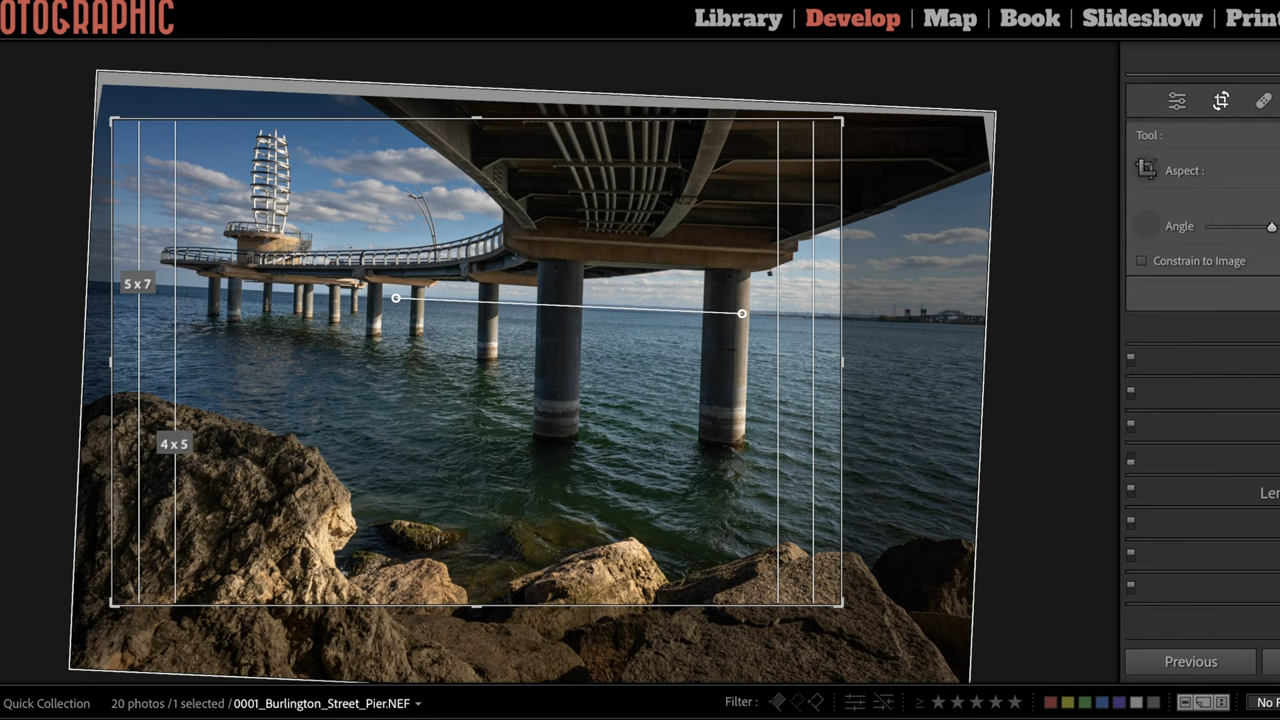 OTOGRAPHIC
Library | Develop | Map | Book | Slideshow | Print
Tool :
Aspect :
Angle
Constrain to Image
5 x 7
4 x 5
Len
Previous
Quick Collection 20 photos / 1 selected / 0001_Burlington_Street_Pier.NEF
Filter : ≥
No F